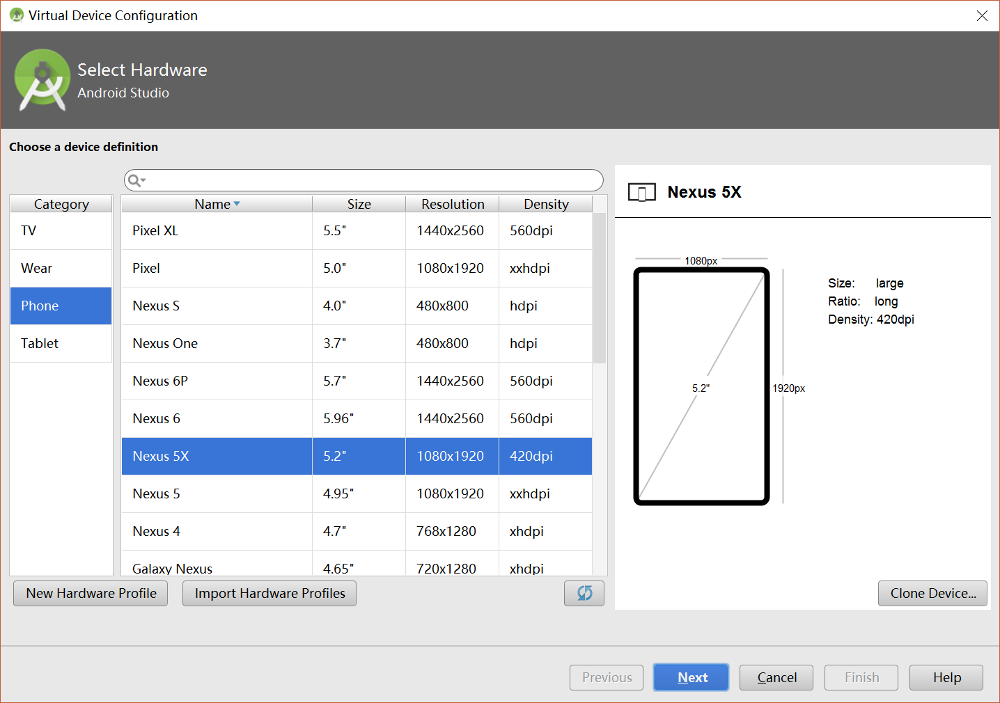 Virtual Device Configuration
Select Hardware
Android Studio
Choose a device definition
Category
TV
Wear
Phone
Tablet
Name Size Resolution Density
Pixel XL 5.5" 1440x2560 560dpi
Pixel 5.0" 1080x1920 xxhdpi
Nexus S 4.0" 480x800 hdpi
Nexus One 3.7" 480x800 hdpi
Nexus 6P 5.7" 1440x2560 560dpi
Nexus 6 5.96" 1440x2560 560dpi
Nexus 5X 5.2" 1080x1920 420dpi
Nexus 5 4.95" 1080x1920 xxhdpi
Nexus 4 4.7" 768x1280 xhdpi
Galaxy Nexus 4.65" 720x1280 xhdpi
New Hardware Profile
Import Hardware Profiles
Nexus 5X
1080px
5.2"
1920px
Size: large
Ratio: long
Density: 420dpi
Clone Device...
Previous Next Cancel Finish Help